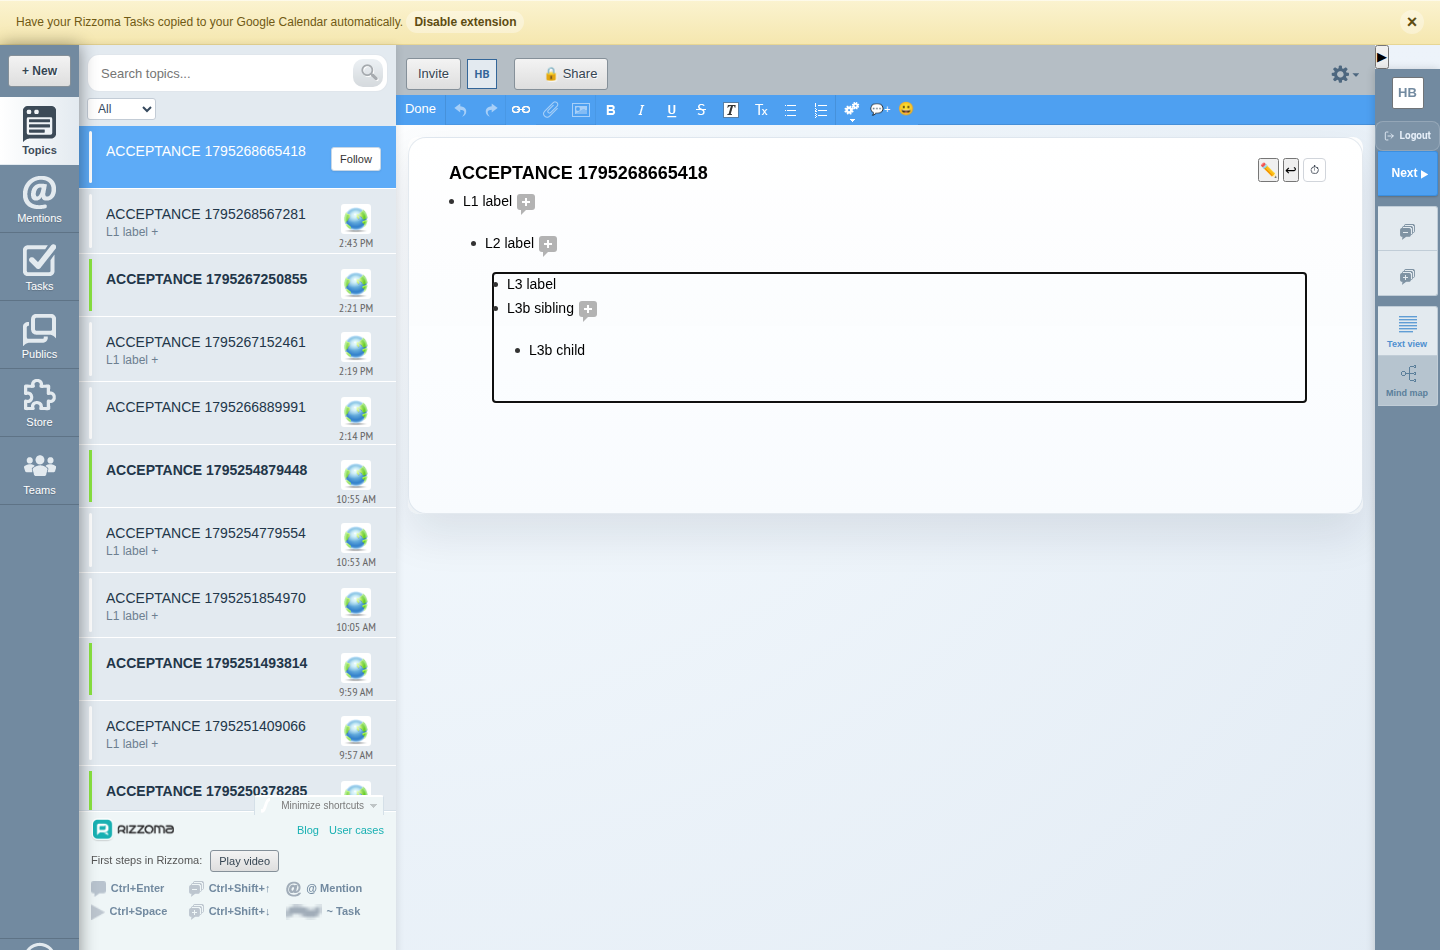 Have your Rizzoma Tasks copied to your Google Calendar automatically. Disable extension
+ New
Topics
Mentions
Tasks
Publics
Store
Teams
Search topics...
All
ACCEPTANCE 1795268665418
Follow
ACCEPTANCE 1795268567281
L1 label +
2:43 PM
ACCEPTANCE 1795267250855
2:21 PM
ACCEPTANCE 1795267152461
L1 label +
2:19 PM
ACCEPTANCE 1795266889991
2:14 PM
ACCEPTANCE 1795254879448
10:55 AM
ACCEPTANCE 1795254779554
L1 label +
10:53 AM
ACCEPTANCE 1795251854970
L1 label +
10:05 AM
ACCEPTANCE 1795251493814
9:59 AM
ACCEPTANCE 1795251409066
L1 label +
9:57 AM
ACCEPTANCE 1795250378285
Minimize shortcuts
RIZZOMA
Blog User cases
First steps in Rizzoma: Play video
Ctrl+Enter Ctrl+Shift+↑ @ Mention
Ctrl+Space Ctrl+Shift+↓ ~ Task
Invite HB 🔒 Share
Done B I U S T Tx
ACCEPTANCE 1795268665418
L1 label
L2 label
L3 label
L3b sibling
L3b child
HB
Logout
Next ▶
Text view
Mind map